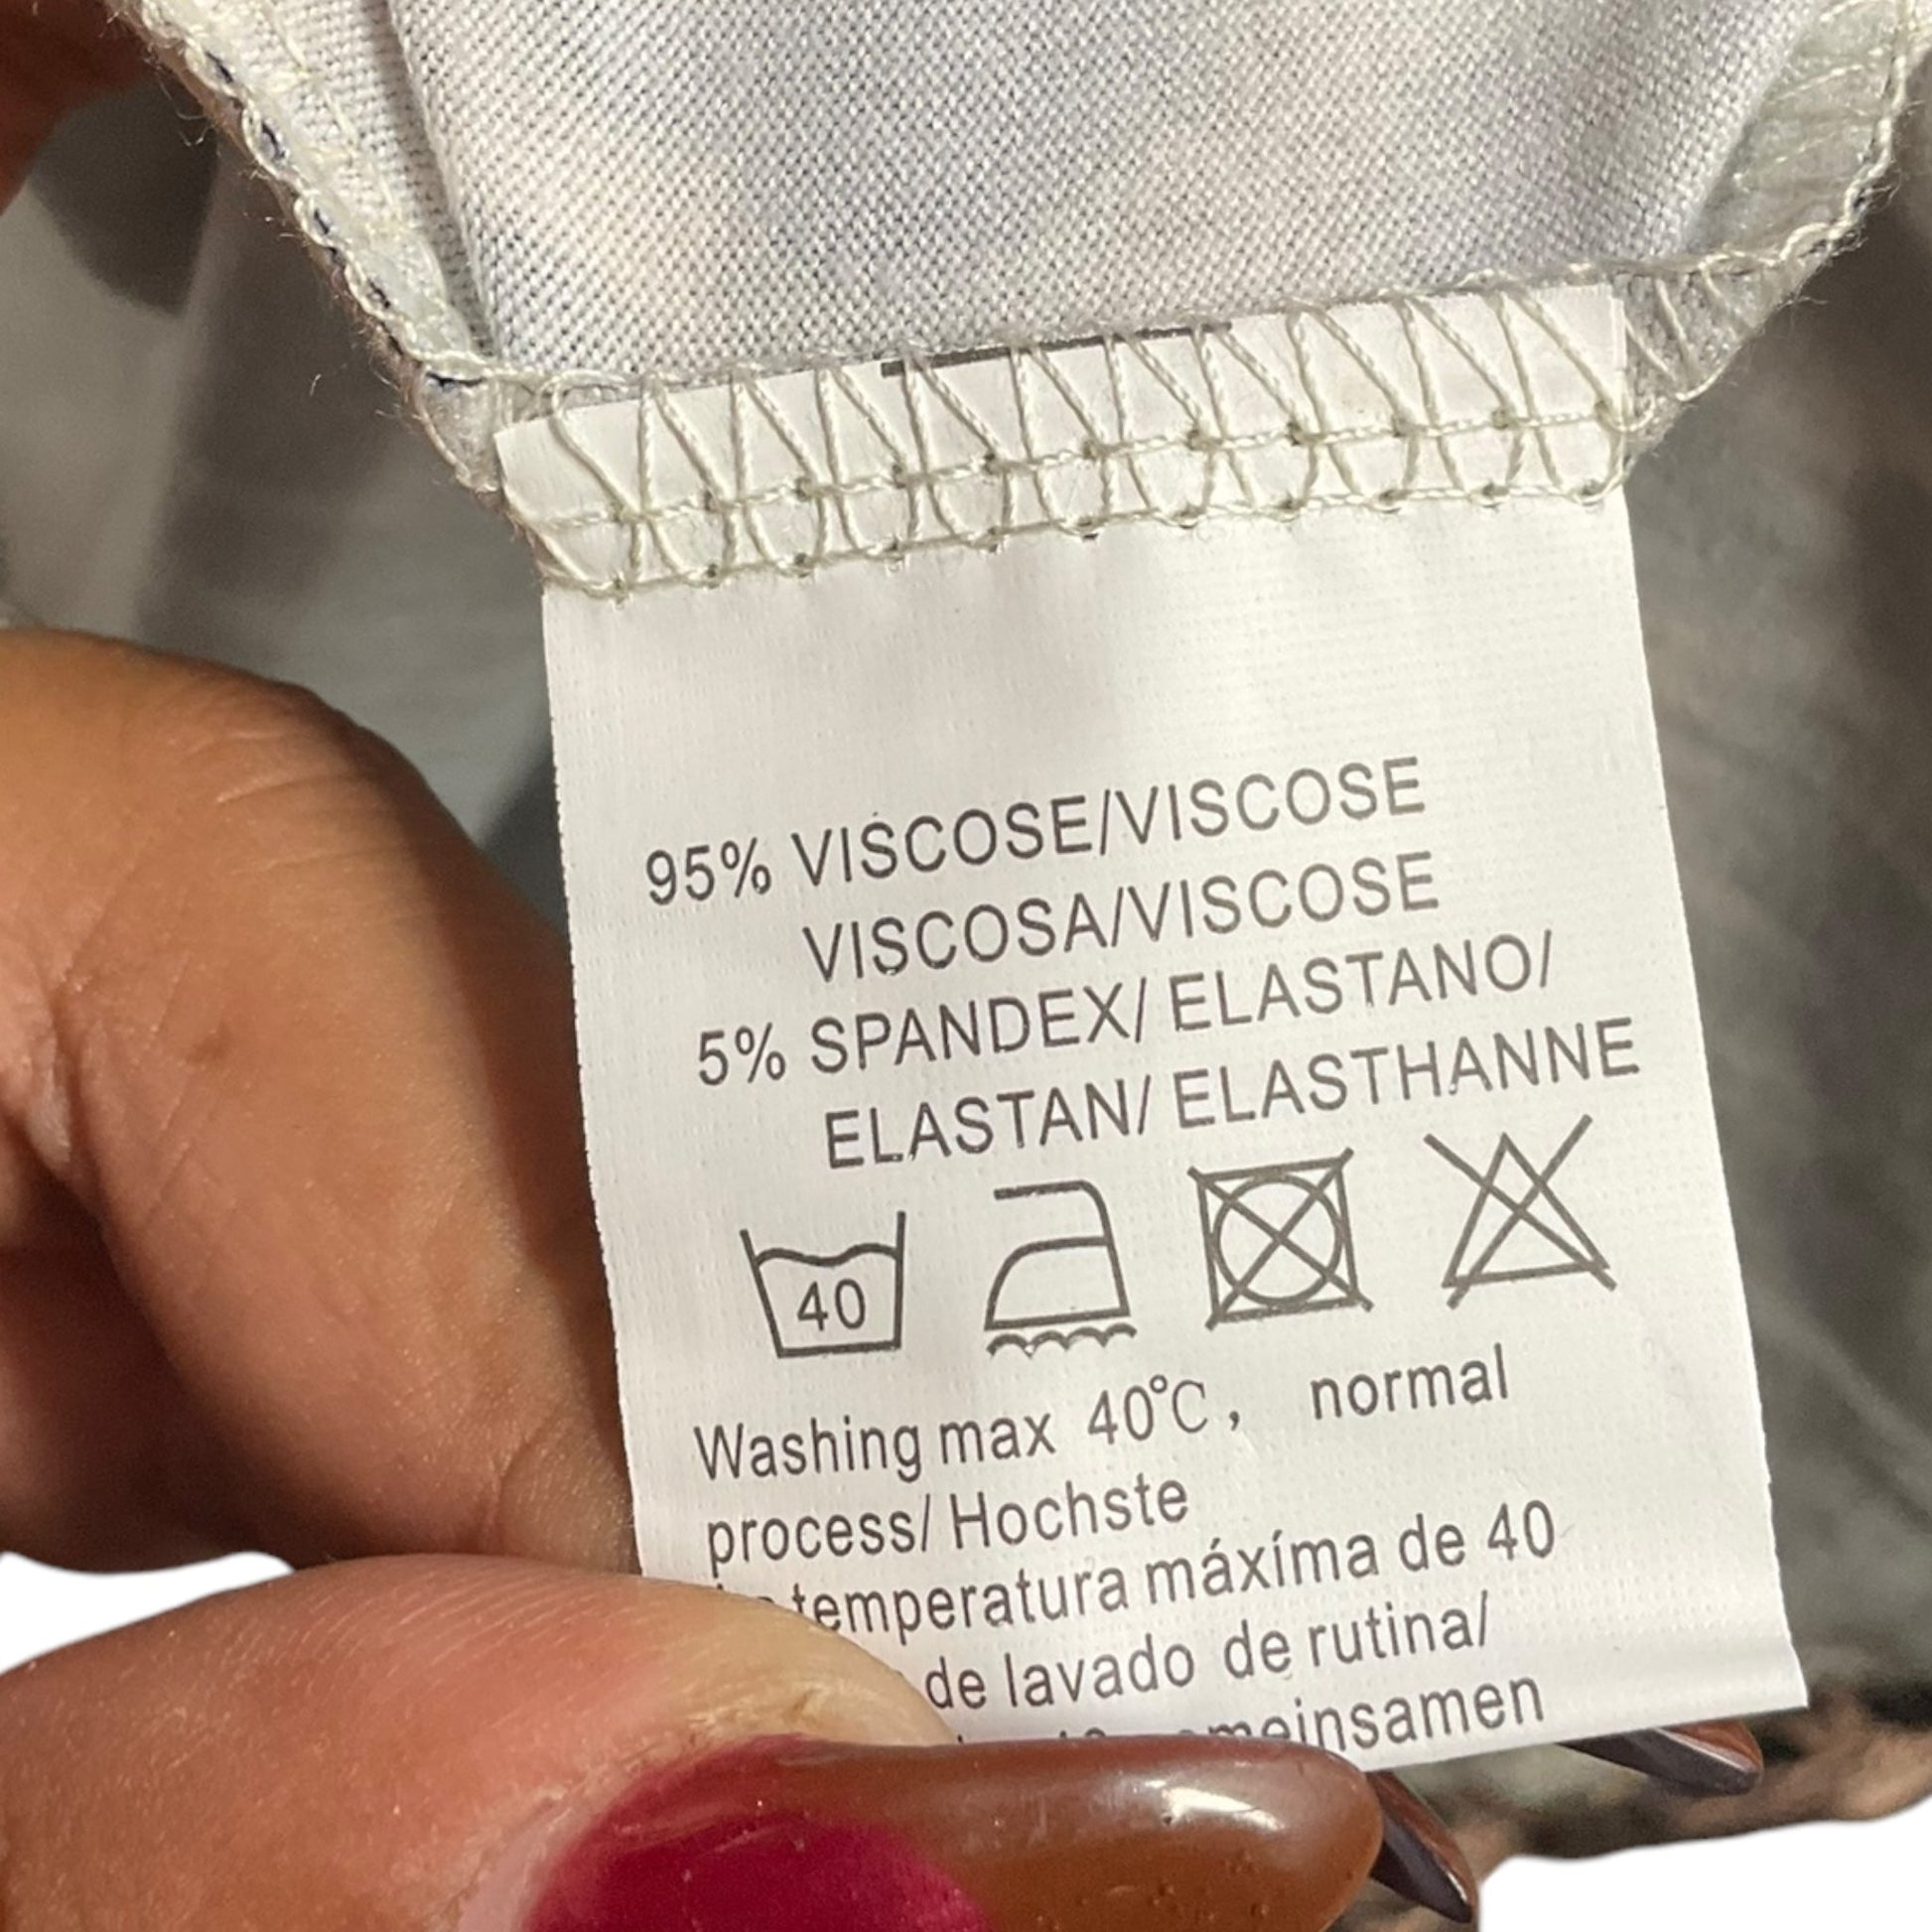 95% VISCOSE/VISCOSE
VISCOSA/VISCOSE
5% SPANDEX/ ELASTANO/
ELASTAN/ ELASTHANNE
40
Washing max 40℃, normal
process/ Hochste
temperatura máxíma de 40
de lavado de rutina/